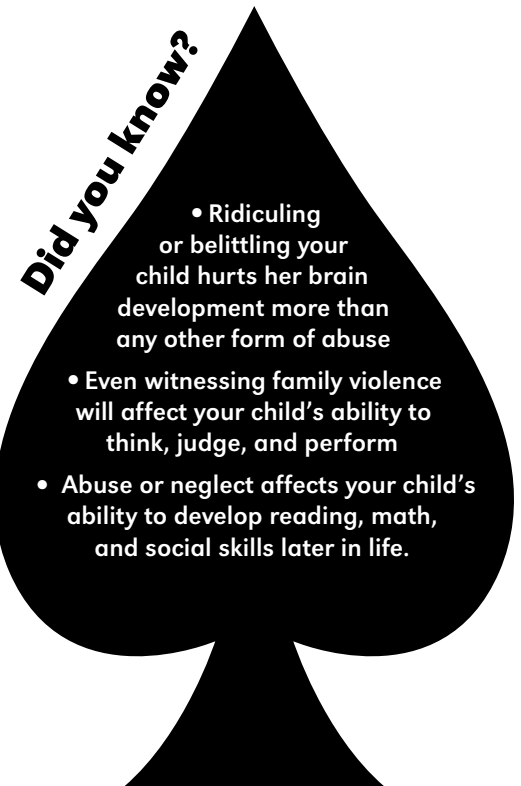 Did you know?
• Ridiculing
or belittling your
child hurts her brain
development more than
any other form of abuse
• Even witnessing family violence
will affect your child’s ability to
think, judge, and perform
• Abuse or neglect affects your child’s
ability to develop reading, math,
and social skills later in life.